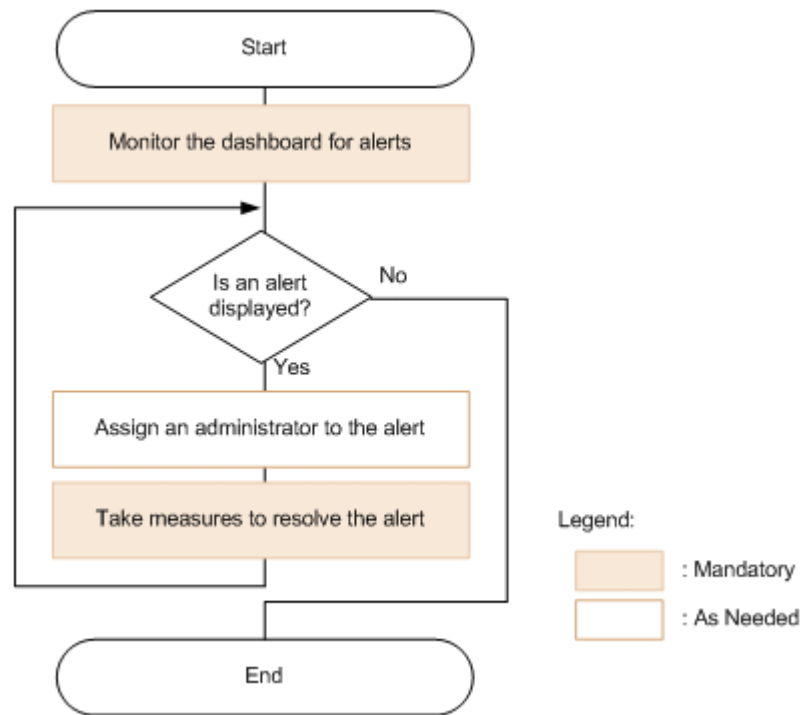 Start
Monitor the dashboard for alerts
Is an alert
displayed?
No
Yes
Assign an administrator to the alert
Take measures to resolve the alert
End
Legend:
: Mandatory
: As Needed